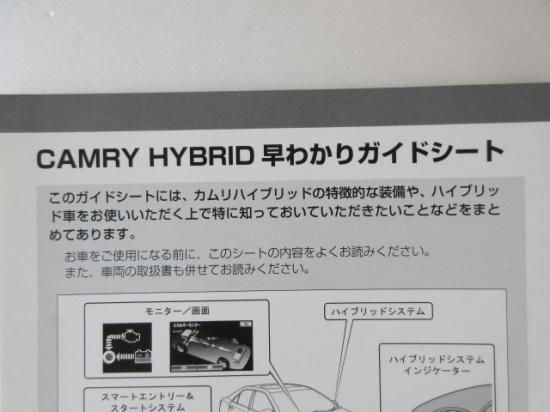 CAMRY HYBRID 早わかりガイドシート
このガイドシートには、カムリハイブリッドの特徴的な装備や、ハイブリッ
ド車をお使いいただく上で特に知っておいていただきたいことなどをまと
めてあります。
お車をご使用になる前に、このシートの内容をよくお読みください。
また、車両の取扱書も併せてお読みください。
モニター／画面
エネルギーモニター
ハイブリッドシステム
ハイブリッドシステム
インジケーター
スマートエントリー＆
スタートシステム